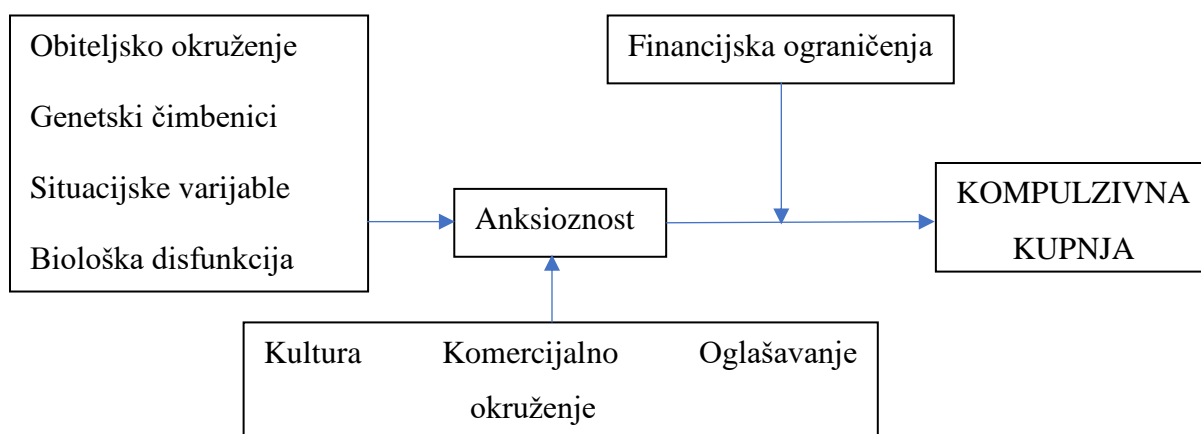 Obiteljsko okruženje
Genetski čimbenici
Situacijske varijable
Biološka disfunkcija
Financijska ograničenja
Anksioznost
KOMPULZIVNA
KUPNJA
Kultura Komercijalno Oglašavanje
okruženje